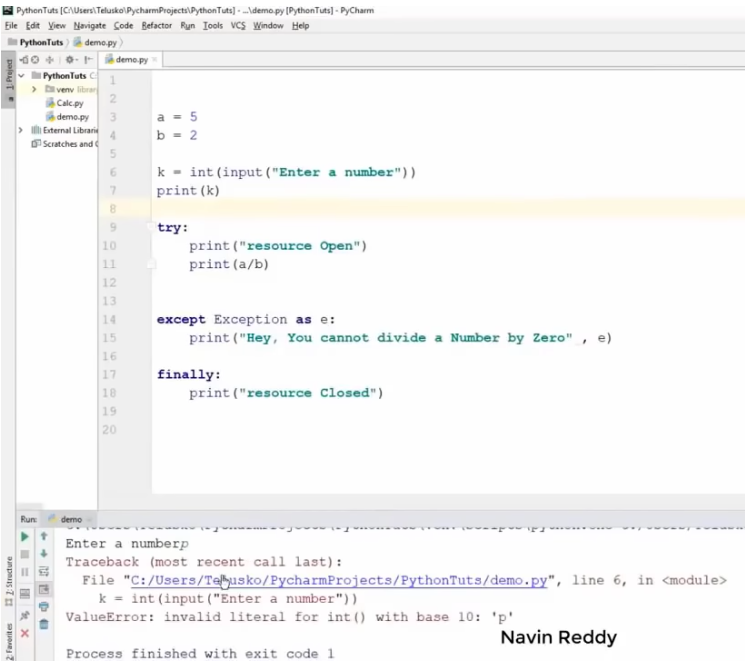 PythonTuts [C:\Users\Telusko\PycharmProjects\PythonTuts] - ...\demo.py [PythonTuts] - PyCharm
File Edit View Navigate Code Refactor Run Tools VCS Window Help
PythonTuts demo.py
demo.py
1: Project
PythonTuts C:
venv library
Calc.py
demo.py
External Librarie
Scratches and C
1
2
3 a = 5
4 b = 2
5
6 k = int(input("Enter a number"))
7 print(k)
8
9 try:
10 print("resource Open")
11 print(a/b)
12
13
14 except Exception as e:
15 print("Hey, You cannot divide a Number by Zero" , e)
16
17 finally:
18 print("resource Closed")
19
20
Run: demo
Enter a numberp
Traceback (most recent call last):
File "C:/Users/Telusko/PycharmProjects/PythonTuts/demo.py", line 6, in <module>
k = int(input("Enter a number"))
ValueError: invalid literal for int() with base 10: 'p'
Navin Reddy
Process finished with exit code 1
Z: Structure
2: Favorites